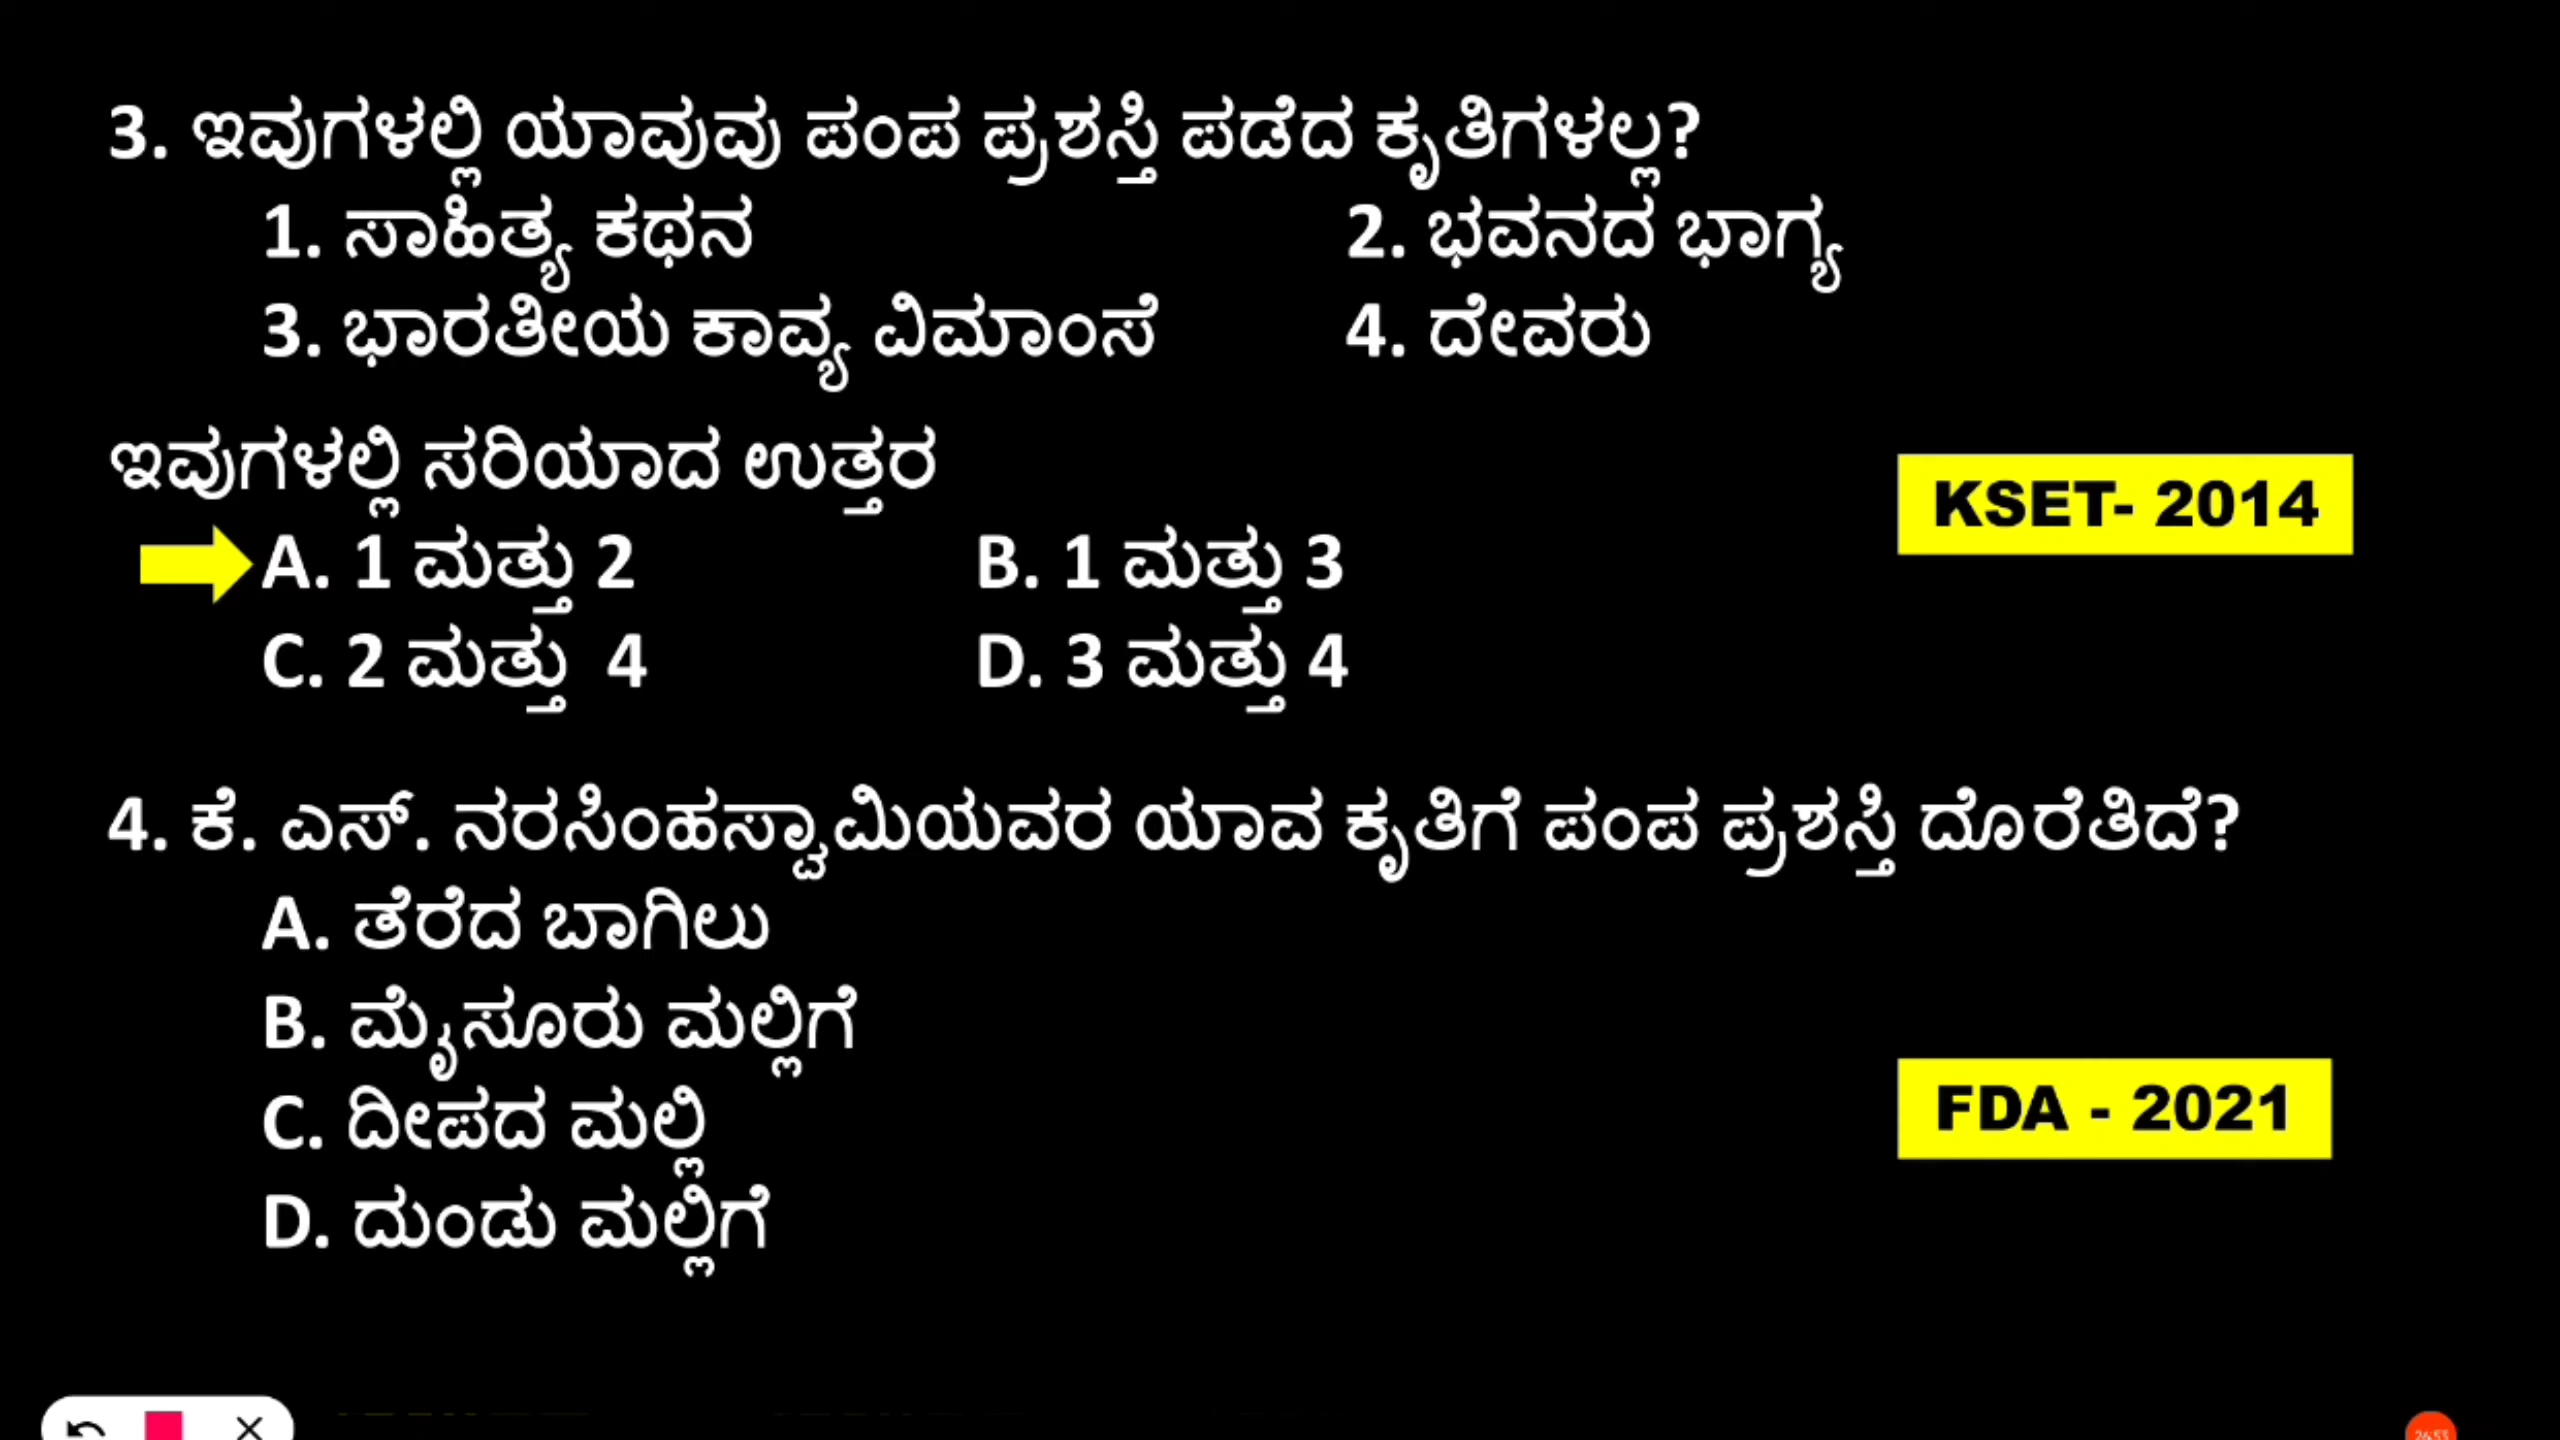 3. ಇವುಗಳಲ್ಲಿ ಯಾವುವು ಪಂಪ ಪ್ರಶಸ್ತಿ ಪಡೆದ ಕೃತಿಗಳಲ್ಲ?
1. ಸಾಹಿತ್ಯ ಕಥನ 2. ಭವನದ ಭಾಗ್ಯ
3. ಭಾರತೀಯ ಕಾವ್ಯ ವಿಮಾಂಸೆ 4. ದೇವರು
ಇವುಗಳಲ್ಲಿ ಸರಿಯಾದ ಉತ್ತರ
KSET- 2014
A. 1 ಮತ್ತು 2 B. 1 ಮತ್ತು 3
C. 2 ಮತ್ತು 4 D. 3 ಮತ್ತು 4
4. ಕೆ. ಎಸ್. ನರಸಿಂಹಸ್ವಾಮಿಯವರ ಯಾವ ಕೃತಿಗೆ ಪಂಪ ಪ್ರಶಸ್ತಿ ದೊರೆತಿದೆ?
A. ತೆರೆದ ಬಾಗಿಲು
B. ಮೈಸೂರು ಮಲ್ಲಿಗೆ
C. ದೀಪದ ಮಲ್ಲಿ
FDA - 2021
D. ದುಂಡು ಮಲ್ಲಿಗೆ